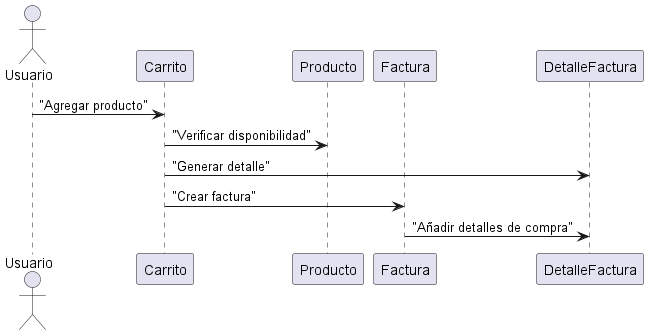 Usuario
Carrito
Producto
Factura
DetalleFactura
"Agregar producto"
"Verificar disponibilidad"
"Generar detalle"
"Crear factura"
"Añadir detalles de compra"
Usuario
Carrito
Producto
Factura
DetalleFactura